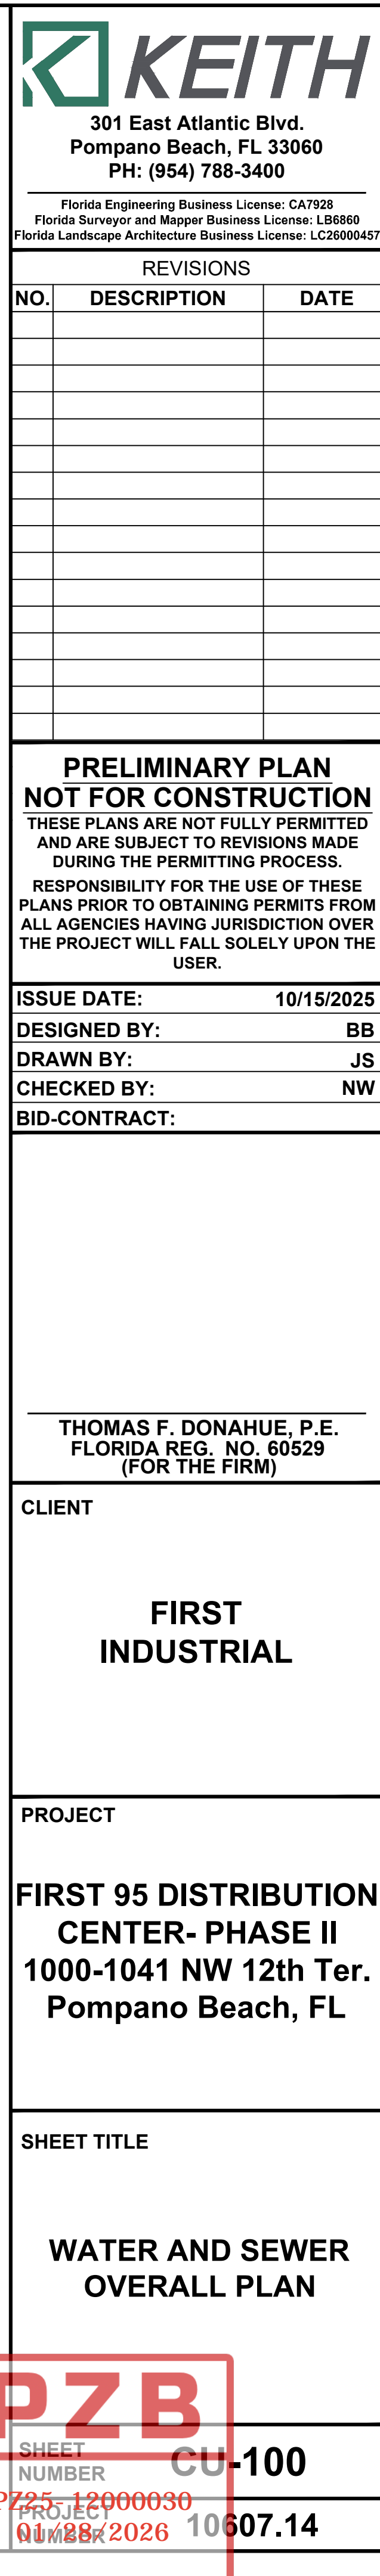 KEITH
301 East Atlantic Blvd.
Pompano Beach, FL 33060
PH: (954) 788-3400
Florida Engineering Business License: CA7928
Florida Surveyor and Mapper Business License: LB6860
Florida Landscape Architecture Business License: LC26000457
REVISIONS
NO. DESCRIPTION DATE
PRELIMINARY PLAN
NOT FOR CONSTRUCTION
THESE PLANS ARE NOT FULLY PERMITTED
AND ARE SUBJECT TO REVISIONS MADE
DURING THE PERMITTING PROCESS.
RESPONSIBILITY FOR THE USE OF THESE
PLANS PRIOR TO OBTAINING PERMITS FROM
ALL AGENCIES HAVING JURISDICTION OVER
THE PROJECT WILL FALL SOLELY UPON THE
USER.
ISSUE DATE: 10/15/2025
DESIGNED BY: BB
DRAWN BY: JS
CHECKED BY: NW
BID-CONTRACT:
THOMAS F. DONAHUE, P.E.
FLORIDA REG. NO. 60529
(FOR THE FIRM)
CLIENT
FIRST
INDUSTRIAL
PROJECT
FIRST 95 DISTRIBUTION
CENTER- PHASE II
1000-1041 NW 12th Ter.
Pompano Beach, FL
SHEET TITLE
WATER AND SEWER
OVERALL PLAN
PZB
SHEET
NUMBER
CU-100
PZ25-12000030
01/28/2026
PROJECT
NUMBER
10607.14